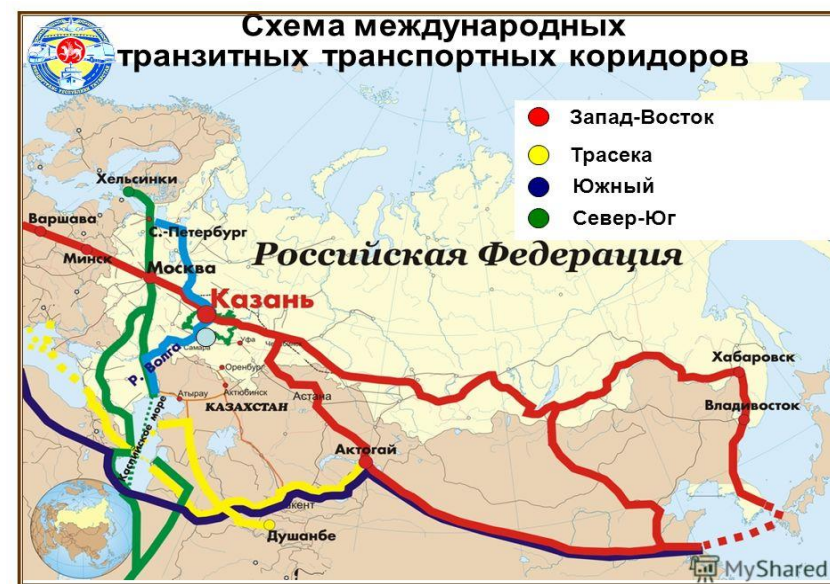 Схема международных
транзитных транспортных коридоров
Запад-Восток
Трасека
Южный
Север-Юг
Хельсинки
Варшава
С.-Петербург
Минск
Москва
Российская Федерация
Казань
Уфа
Самара
р. Волга
Оренбург
Хабаровск
Атырау
Актюбинск
Астана
КАЗАХСТАН
Владивосток
Каспийское море
Актогай
Душанбе
MyShared